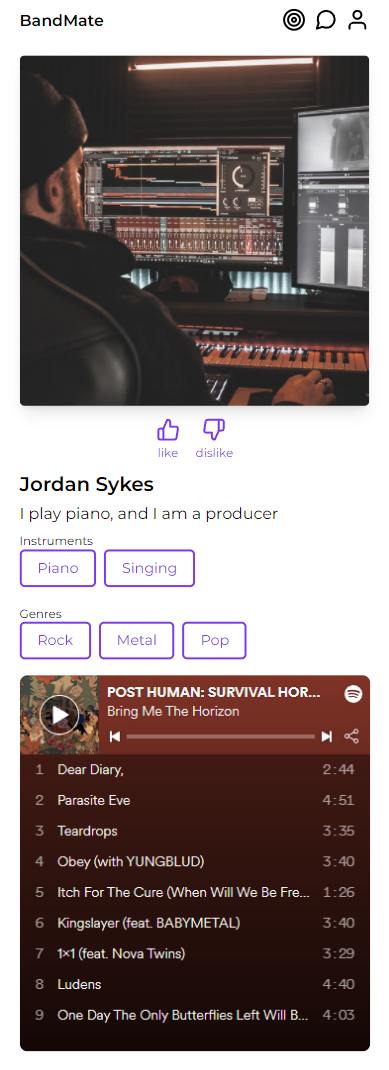 BandMate
like dislike
Jordan Sykes
I play piano, and I am a producer
Instruments
Piano Singing
Genres
Rock Metal Pop
POST HUMAN: SURVIVAL HOR...
Bring Me The Horizon
1 Dear Diary, 2:44
2 Parasite Eve 4:51
3 Teardrops 3:35
4 Obey (with YUNGBLUD) 3:40
5 Itch For The Cure (When Will We Be Fre... 1:26
6 Kingslayer (feat. BABYMETAL) 3:40
7 1×1 (feat. Nova Twins) 3:29
8 Ludens 4:40
9 One Day The Only Butterflies Left Will B... 4:03